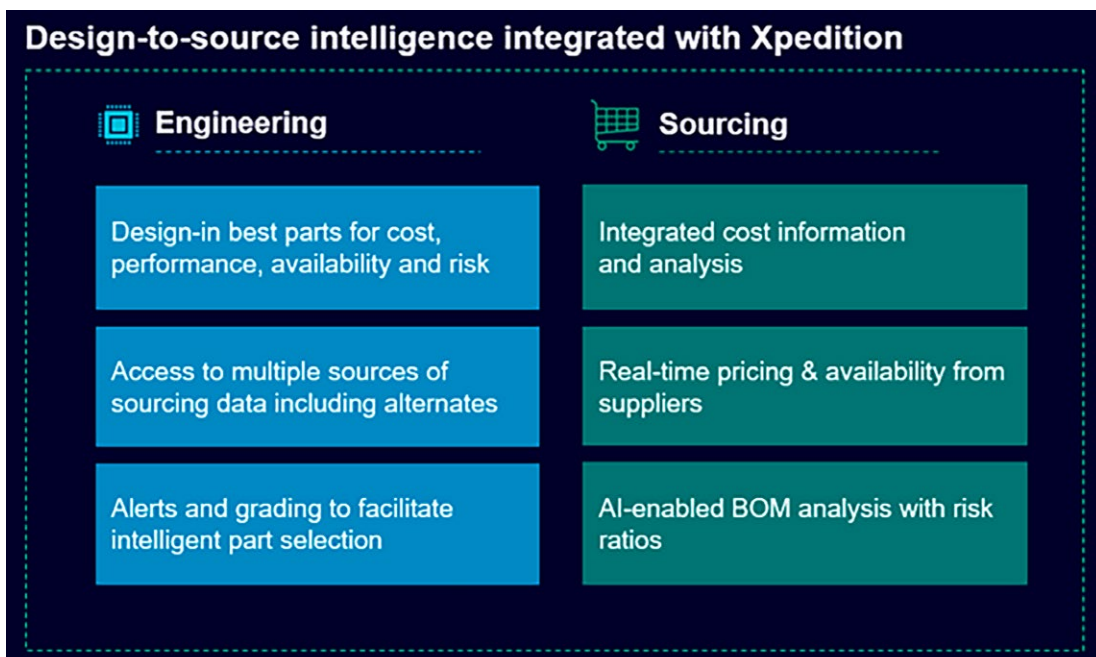 Design-to-source intelligence integrated with Xpedition
Engineering
Design-in best parts for cost,
performance, availability and risk
Access to multiple sources of
sourcing data including alternates
Alerts and grading to facilitate
intelligent part selection
Sourcing
Integrated cost information
and analysis
Real-time pricing & availability from
suppliers
AI-enabled BOM analysis with risk
ratios